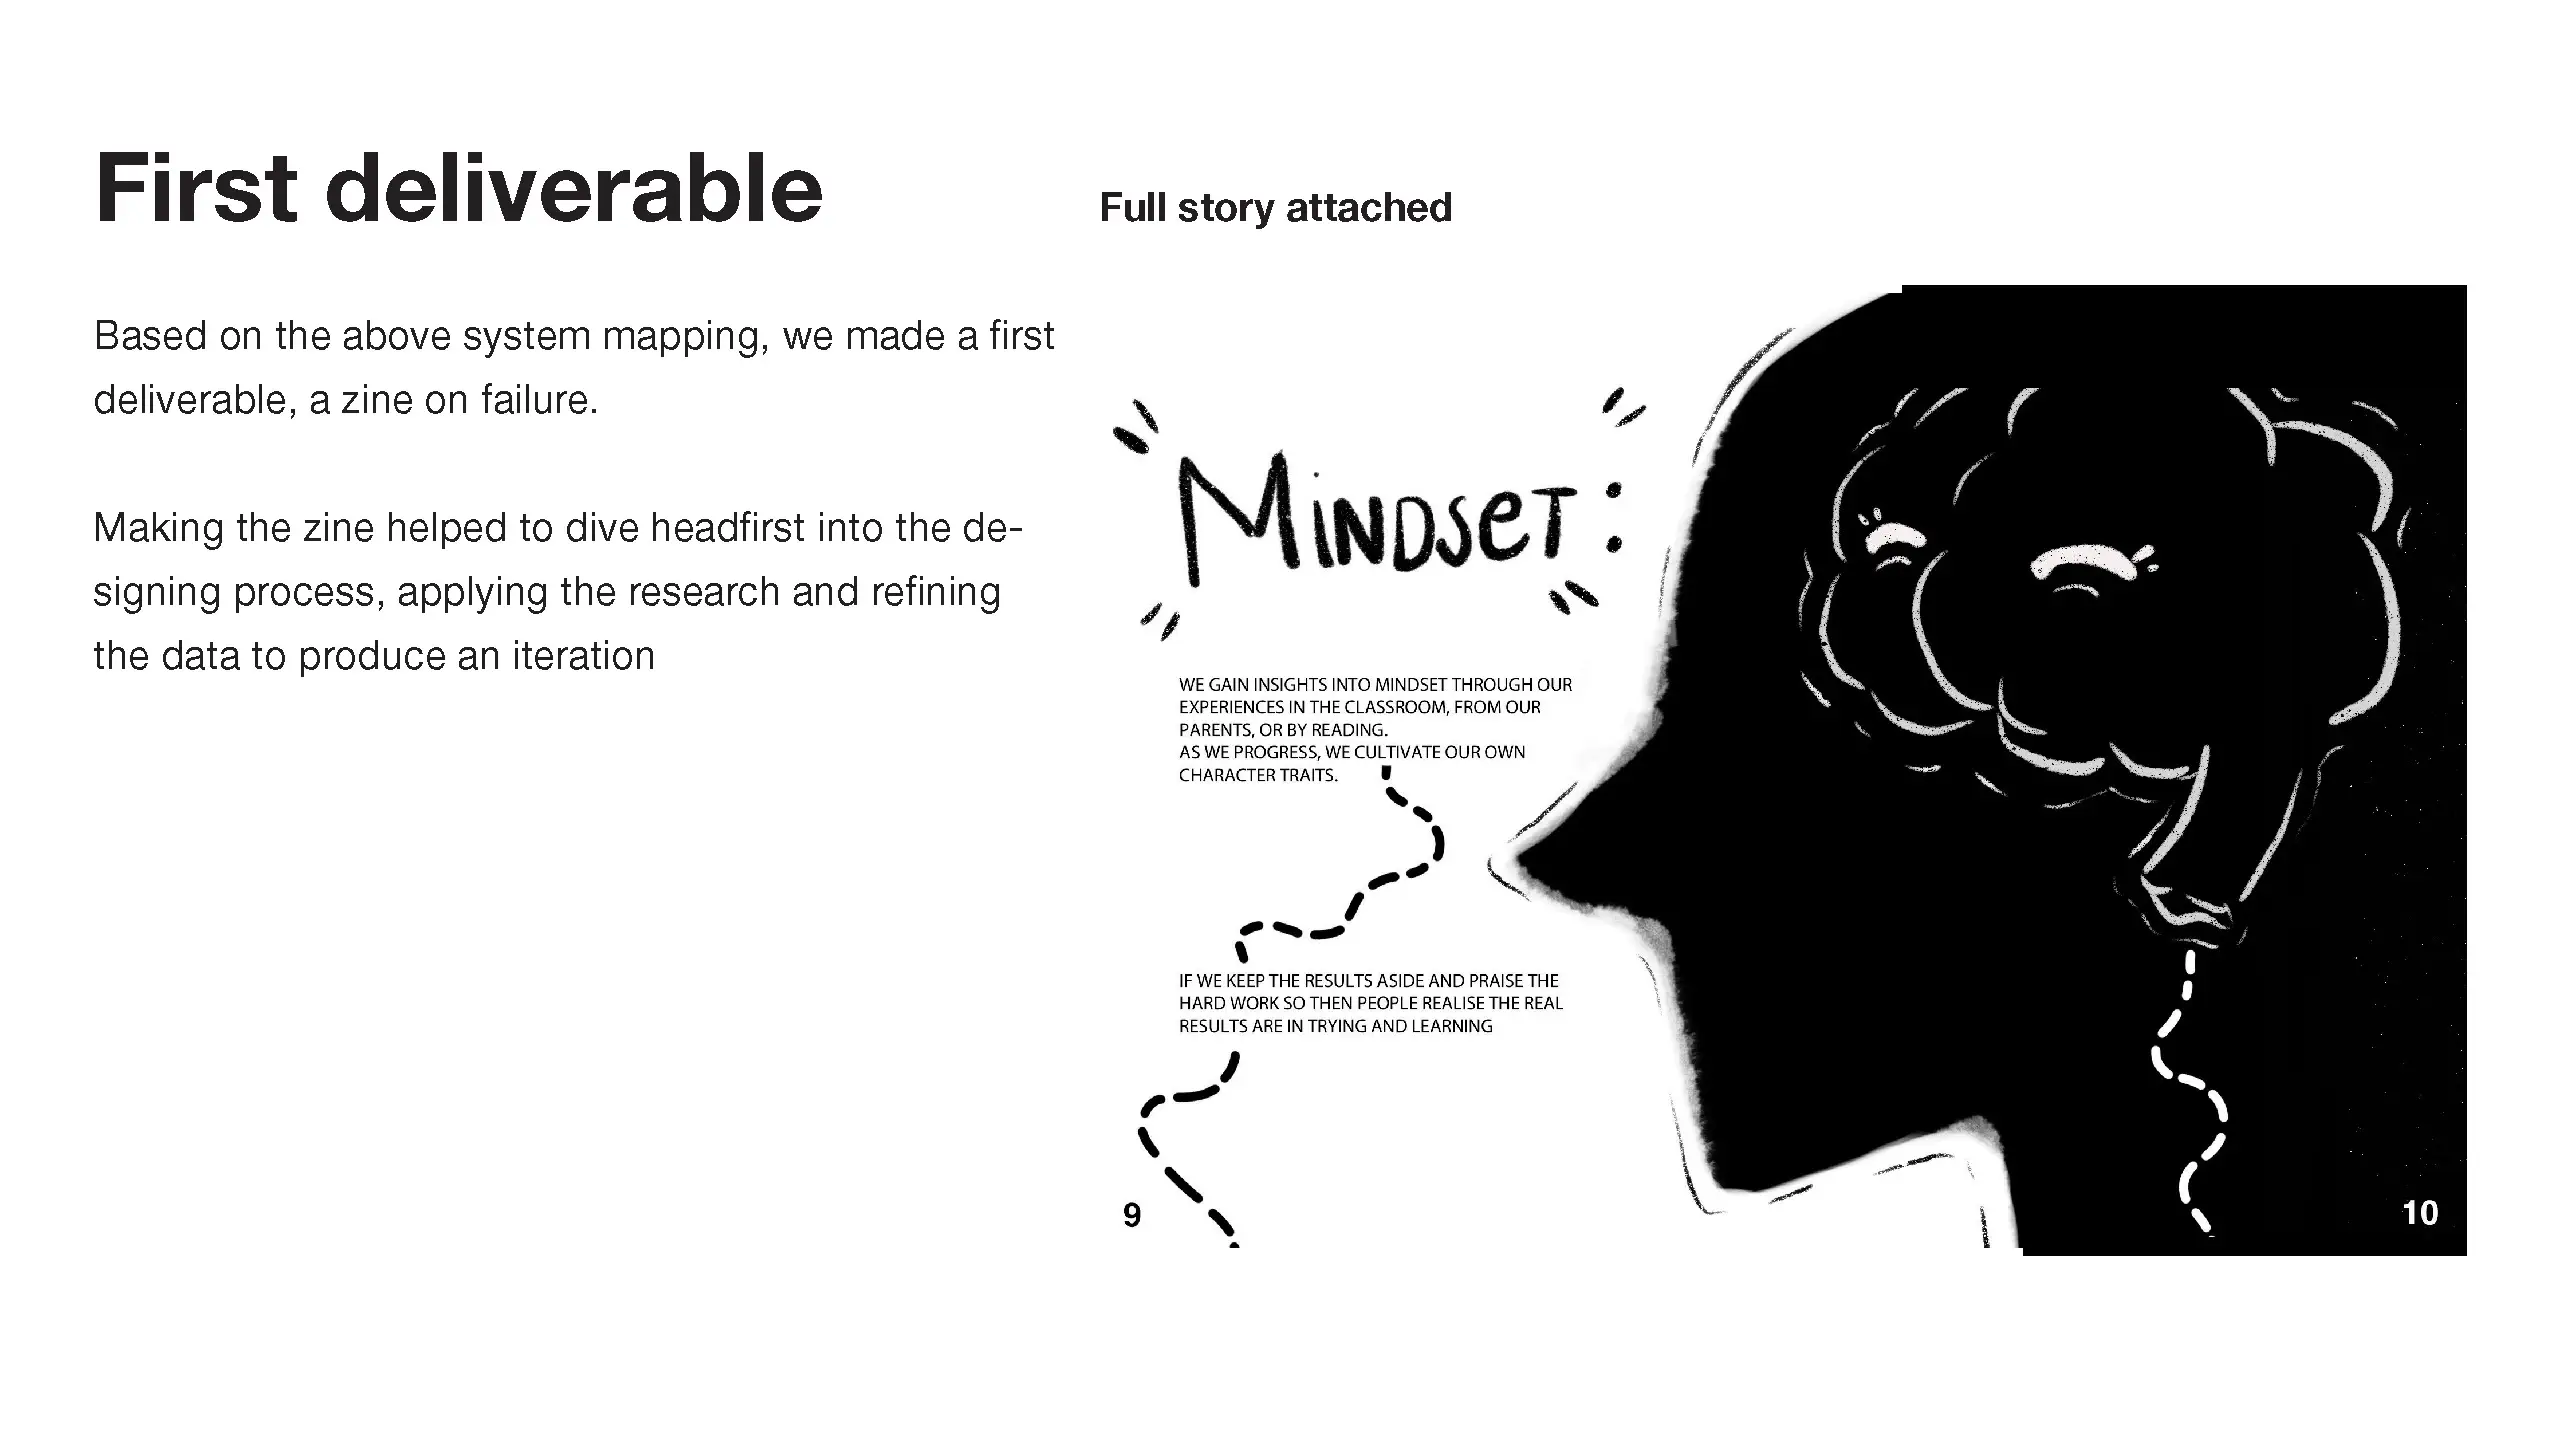 First deliverable
Based on the above system mapping, we made a first
deliverable, a zine on failure.
Making the zine helped to dive headfirst into the de-
signing process, applying the research and refining
the data to produce an iteration
Full story attached
MINDSET:
WE GAIN INSIGHTS INTO MINDSET THROUGH OUR
EXPERIENCES IN THE CLASSROOM, FROM OUR
PARENTS, OR BY READING.
AS WE PROGRESS, WE CULTIVATE OUR OWN
CHARACTER TRAITS.
IF WE KEEP THE RESULTS ASIDE AND PRAISE THE
HARD WORK SO THEN PEOPLE REALISE THE REAL
RESULTS ARE IN TRYING AND LEARNING
9
10